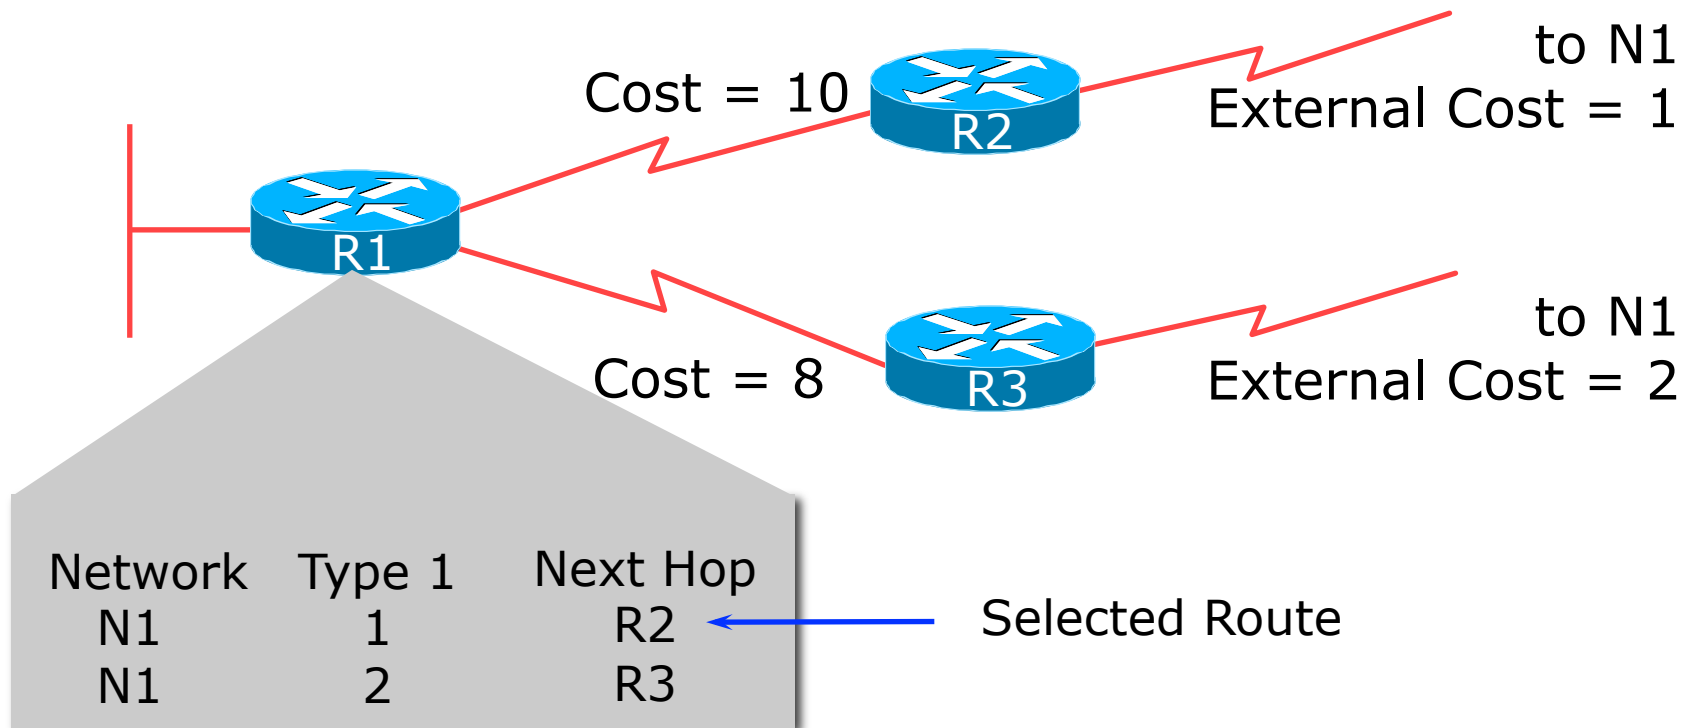 to N1
Cost = 10
External Cost = 1
R2
R1
to N1
Cost = 8
External Cost = 2
R3
Network Type 1 Next Hop
N1 1 R2
Selected Route
N1 2 R3